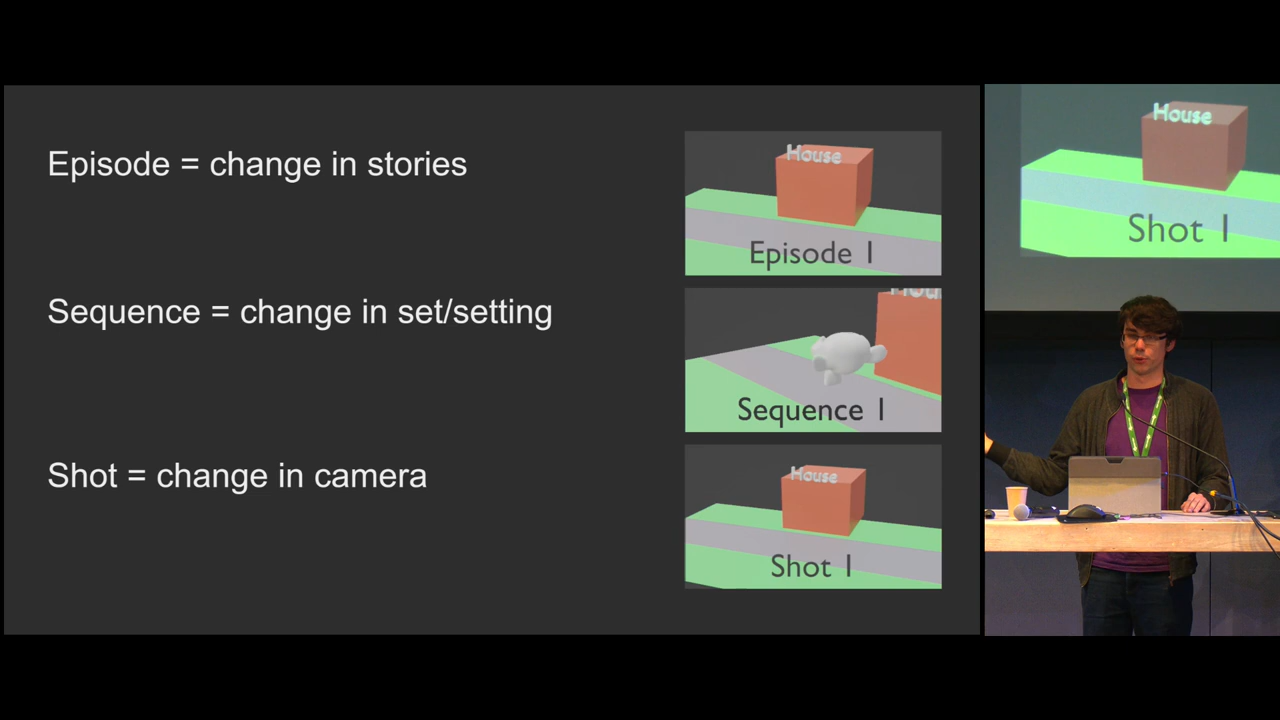 Episode = change in stories
House
Episode 1
Sequence = change in set/setting
Hou
Sequence 1
Shot = change in camera
House
Shot 1
House
Shot 1